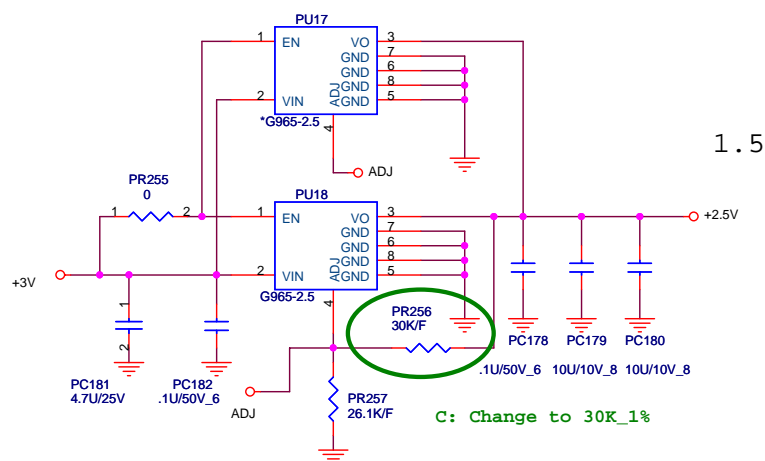 PU17
1 EN VO 3
GND 7
GND 6
GND 8
2 VIN ADJ GND 5
*G965-2.5
4
1.5
ADJ
PR255
0
PU18
1 2
1 EN VO 3
+2.5V
GND 7
GND 6
GND 8
+3V
2 VIN ADJ GND 5
G965-2.5
4
PR256
30K/F
1
2
PC178 PC179 PC180
.1U/50V_6 10U/10V_8 10U/10V_8
PC181 PC182
4.7U/25V .1U/50V_6
ADJ
PR257
26.1K/F
C: Change to 30K_1%